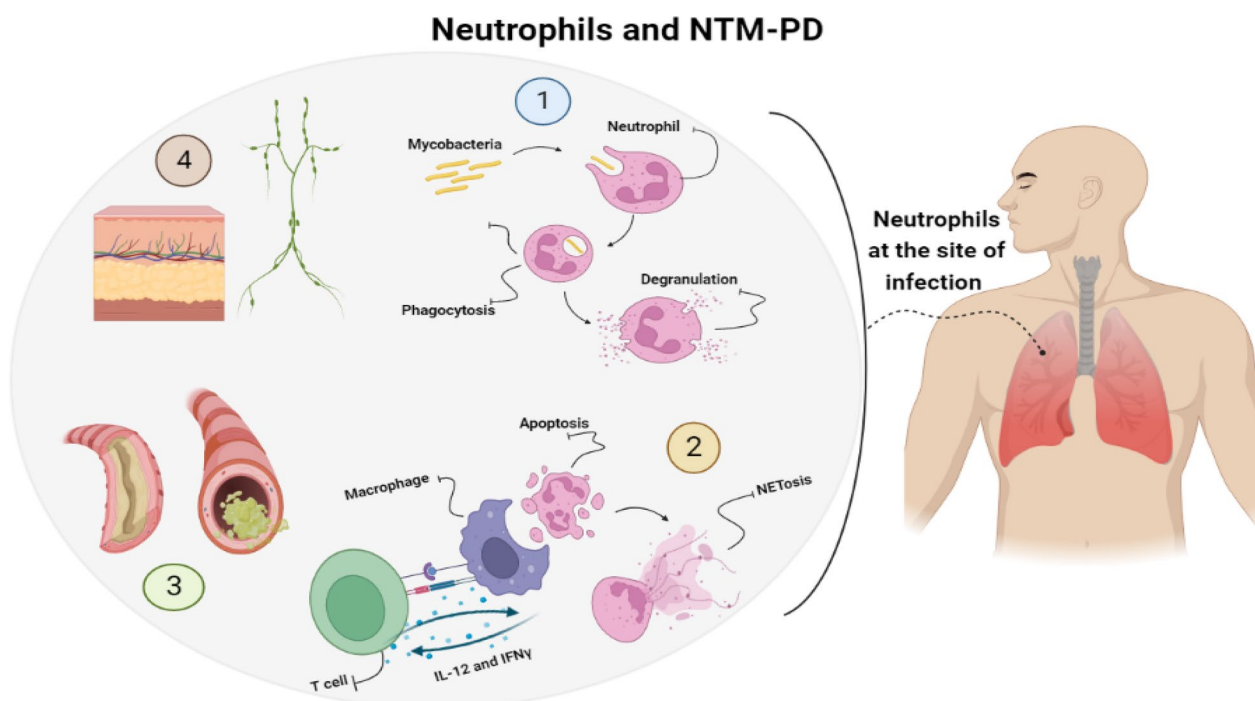 Neutrophils and NTM-PD
1
Neutrophil
Mycobacteria
4
Degranulation
Phagocytosis
Neutrophils
at the site of
infection
Apoptosis
2
Macrophage
NETosis
3
IL-12 and IFNγ
T cell